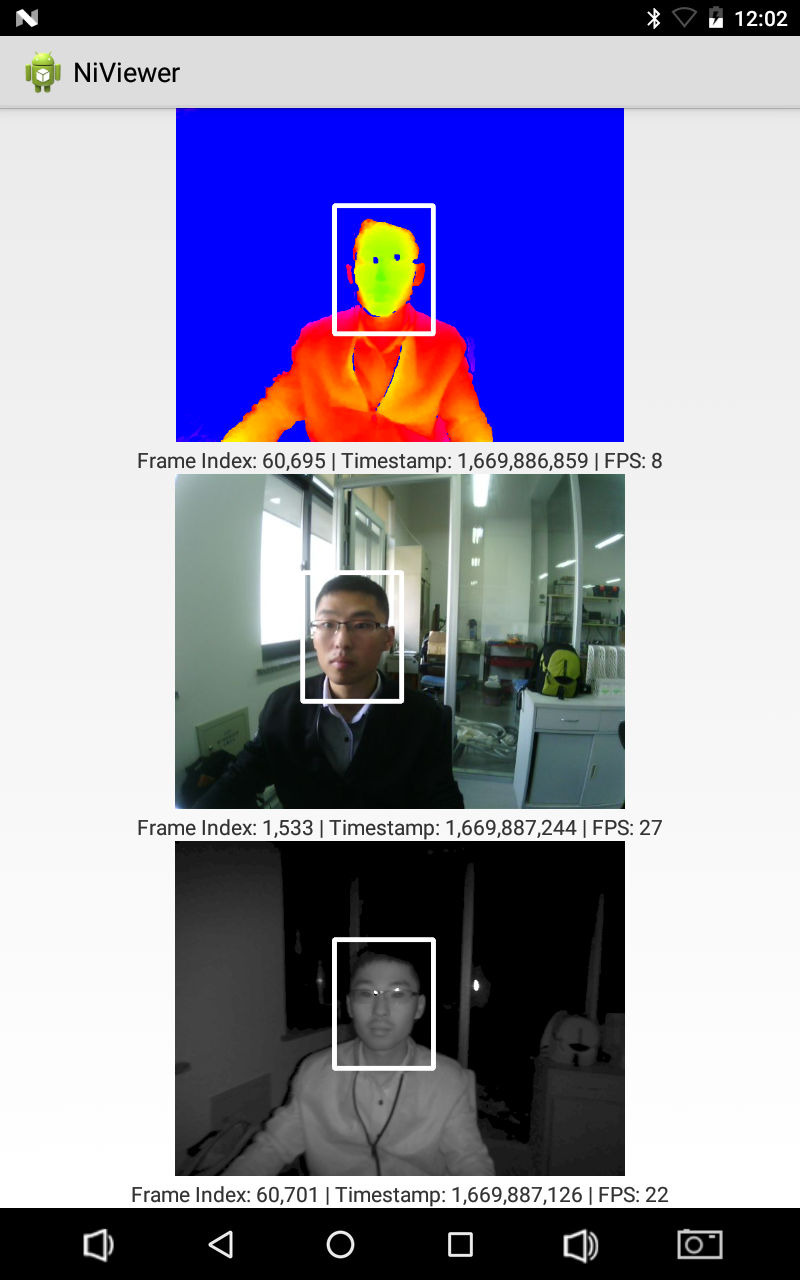 12:02
NiViewer
Frame Index: 60,695 | Timestamp: 1,669,886,859 | FPS: 8
Frame Index: 1,533 | Timestamp: 1,669,887,244 | FPS: 27
Frame Index: 60,701 | Timestamp: 1,669,887,126 | FPS: 22